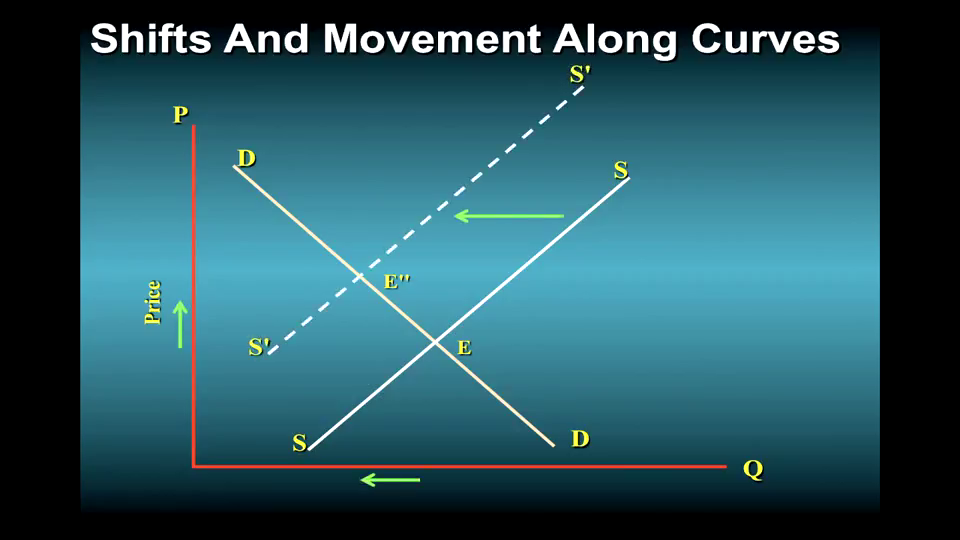 Shifts And Movement Along Curves
S'
P
D
S
E"
Price
S'
E
S
D
Q